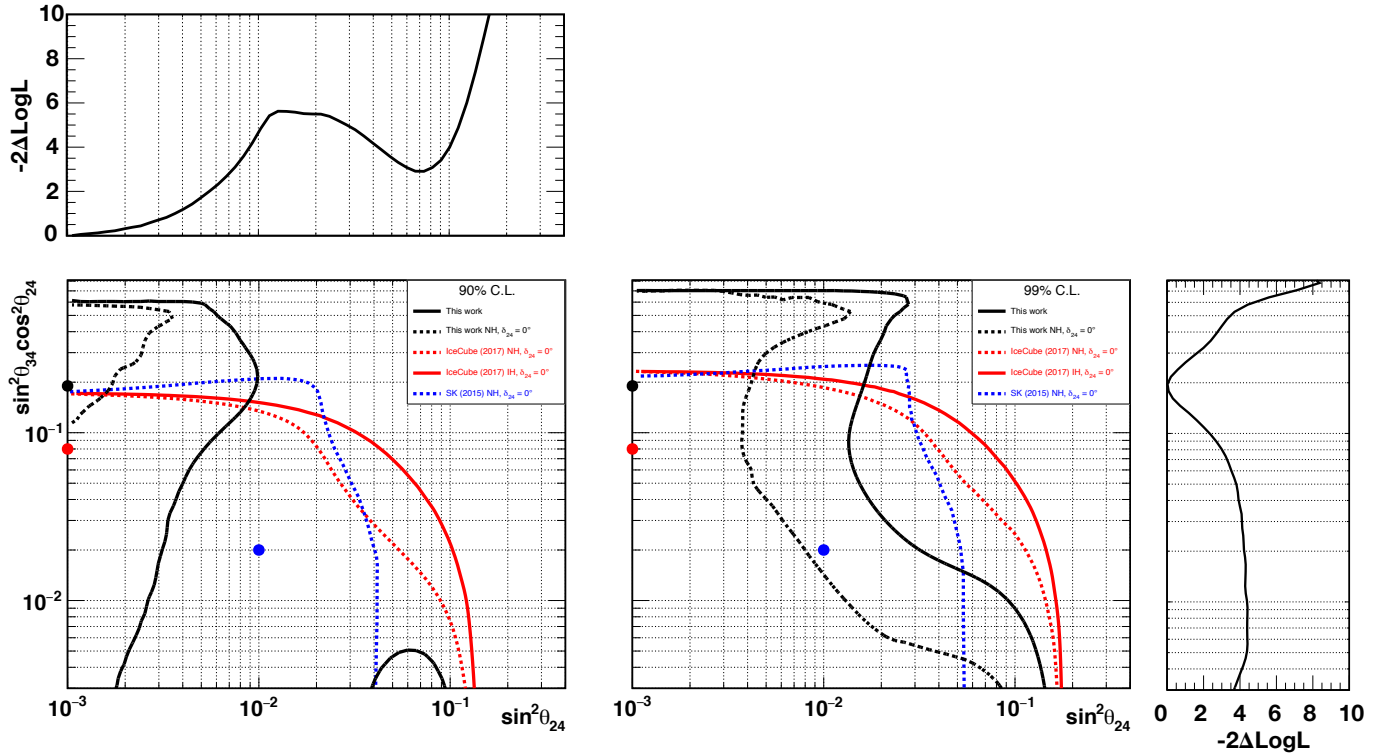 10
8
6
4
2
0
-2ΔLogL
90% C.L.
This work
This work NH, δ24 = 0°
IceCube (2017) NH, δ24 = 0°
IceCube (2017) IH, δ24 = 0°
SK (2015) NH, δ24 = 0°
sin²θ34cos²θ24
10⁻¹
10⁻²
10⁻³
10⁻²
10⁻¹
sin²θ24
99% C.L.
This work
This work NH, δ24 = 0°
IceCube (2017) NH, δ24 = 0°
IceCube (2017) IH, δ24 = 0°
SK (2015) NH, δ24 = 0°
10⁻³
10⁻²
10⁻¹
sin²θ24
0 2 4 6 8 10
-2ΔLogL